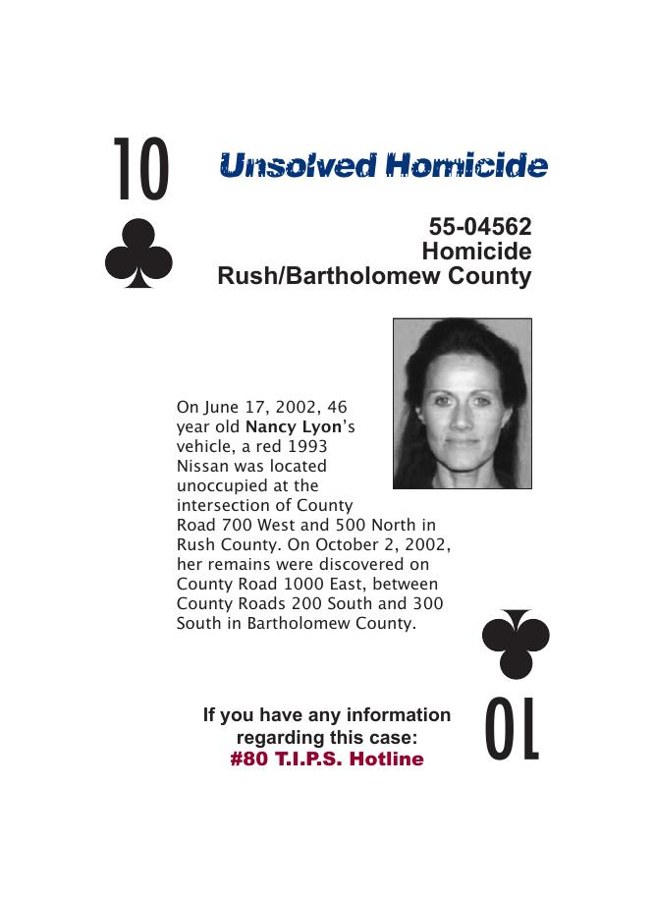 10
Unsolved Homicide
55-04562
Homicide
Rush/Bartholomew County
On June 17, 2002, 46
year old Nancy Lyon's
vehicle, a red 1993
Nissan was located
unoccupied at the
intersection of County
Road 700 West and 500 North in
Rush County. On October 2, 2002,
her remains were discovered on
County Road 1000 East, between
County Roads 200 South and 300
South in Bartholomew County.
If you have any information
regarding this case:
#80 T.I.P.S. Hotline
10